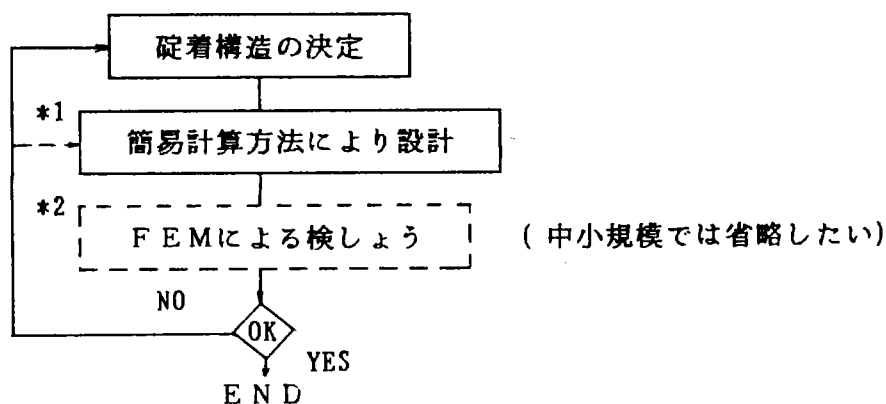 碇着構造の決定
*1
簡易計算方法により設計
*2
FEMによる検しょう (中小規模では省略したい)
NO
OK
YES
END